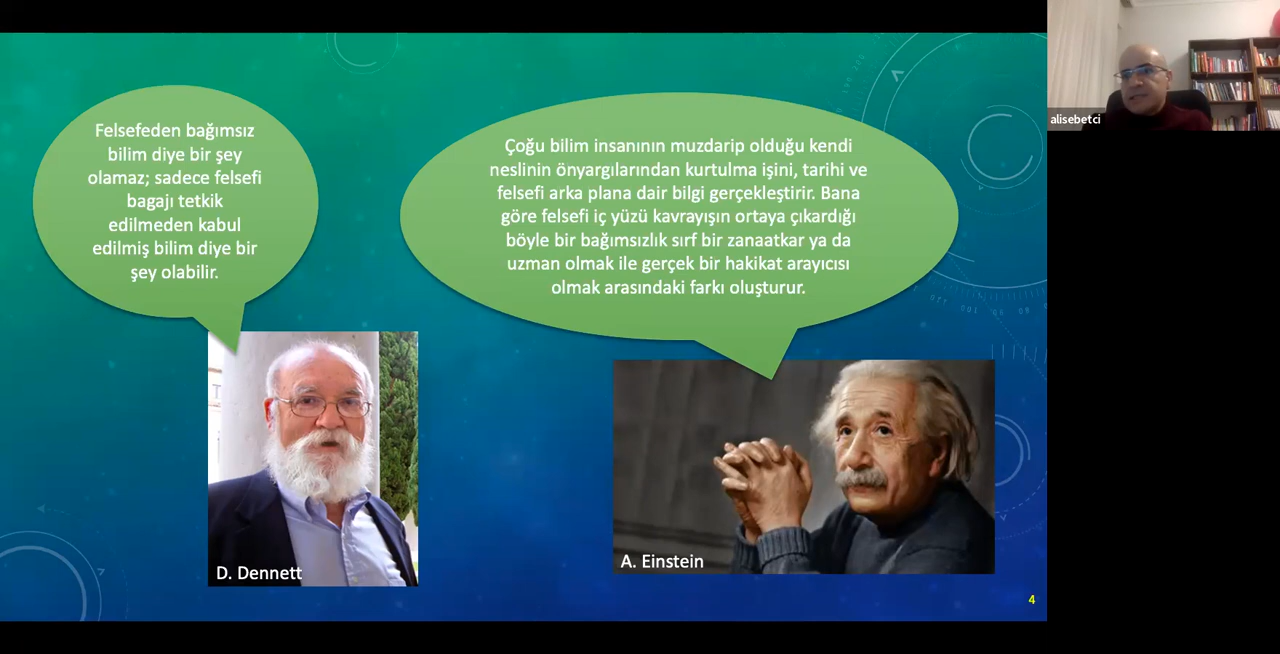 Felsefeden bağımsız
bilim diye bir şey
olamaz; sadece felsefi
bagajı tetkik
edilmeden kabul
edilmiş bilim diye bir
şey olabilir.
D. Dennett
Çoğu bilim insanının muzdarip olduğu kendi
neslinin önyargılarından kurtulma işini, tarihi ve
felsefi arka plana dair bilgi gerçekleştirir. Bana
göre felsefi iç yüzü kavrayışın ortaya çıkardığı
böyle bir bağımsızlık sırf bir zanaatkar ya da
uzman olmak ile gerçek bir hakikat arayıcısı
olmak arasındaki farkı oluşturur.
A. Einstein
4
alisebetci